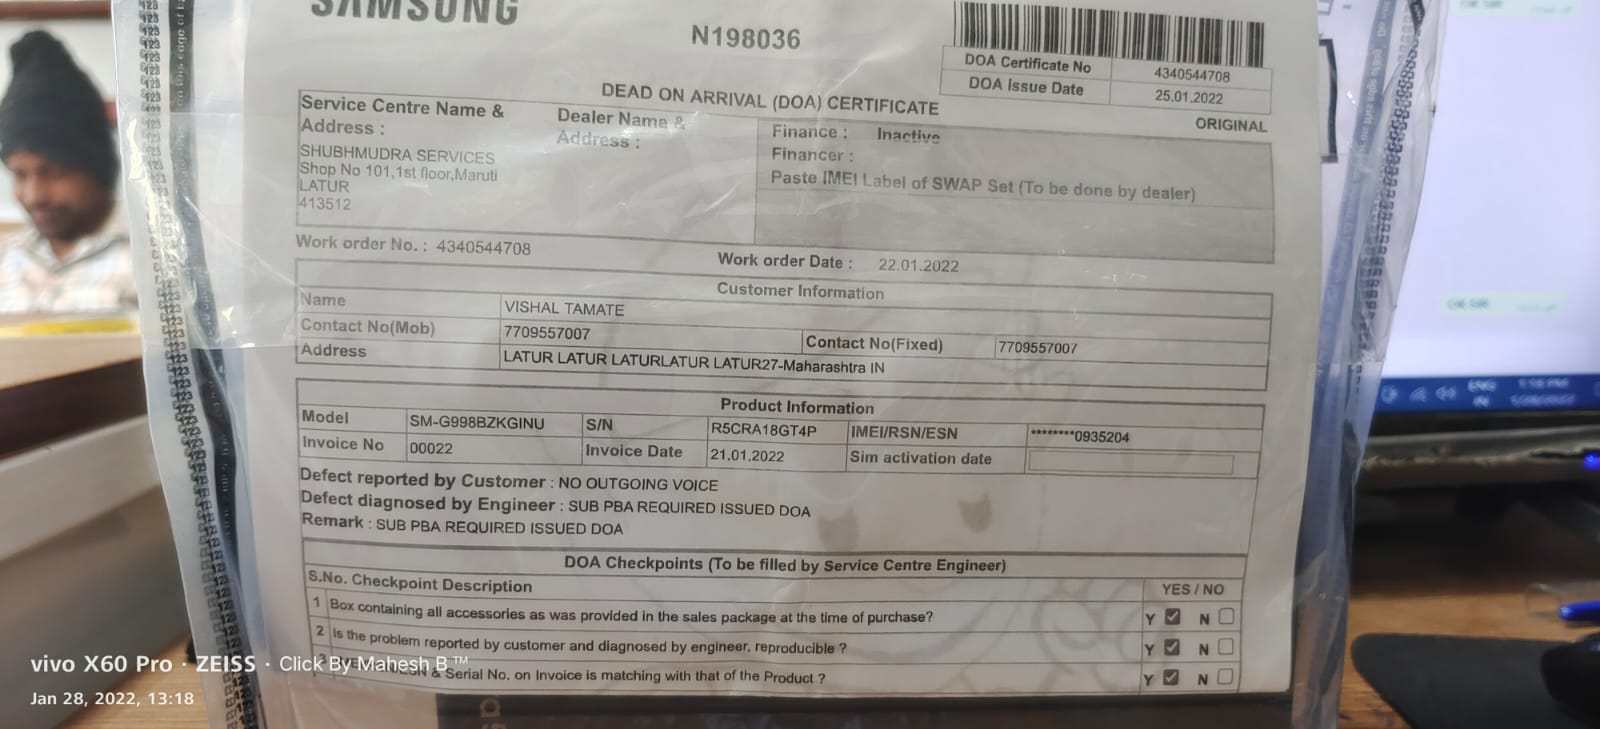 SAMSUNG
N198036
DOA Certificate No 4340544708
DOA Issue Date 25.01.2022
DEAD ON ARRIVAL (DOA) CERTIFICATE
ORIGINAL
Service Centre Name &
Address :
SHUBHMUDRA SERVICES
Shop No 101,1st floor,Maruti
LATUR
413512
Dealer Name &
Address :
Finance : Inactive
Financer :
Paste IMEI Label of SWAP Set (To be done by dealer)
Work order No. : 4340544708 Work order Date : 22.01.2022
Customer Information
Name VISHAL TAMATE
Contact No(Mob) 7709557007 Contact No(Fixed) 7709557007
Address LATUR LATUR LATURLATUR LATUR27-Maharashtra IN
Product Information
Model SM-G998BZKGINU S/N R5CRA18GT4P IMEI/RSN/ESN ********0935204
Invoice No 00022 Invoice Date 21.01.2022 Sim activation date
Defect reported by Customer : NO OUTGOING VOICE
Defect diagnosed by Engineer : SUB PBA REQUIRED ISSUED DOA
Remark : SUB PBA REQUIRED ISSUED DOA
DOA Checkpoints (To be filled by Service Centre Engineer)
S.No. Checkpoint Description YES / NO
1 Box containing all accessories as was provided in the sales package at the time of purchase? Y N
2 Is the problem reported by customer and diagnosed by engineer, reproducible ? Y N
& Serial No. on Invoice is matching with that of the Product ? Y N
vivo X60 Pro · ZEISS · Click By Mahesh B ™
Jan 28, 2022, 13:18